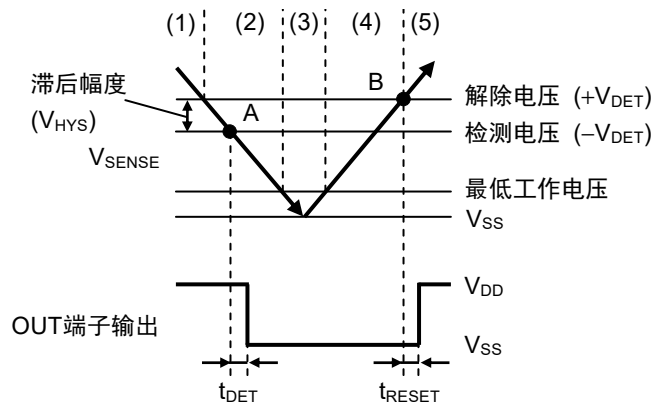 (1) (2) (3) (4) (5)
滞后幅度
(VHYS)
A
B
解除电压 (+VDET)
检测电压 (−VDET)
VSENSE
最低工作电压
VSS
VDD
OUT端子输出
VSS
tDET
tRESET